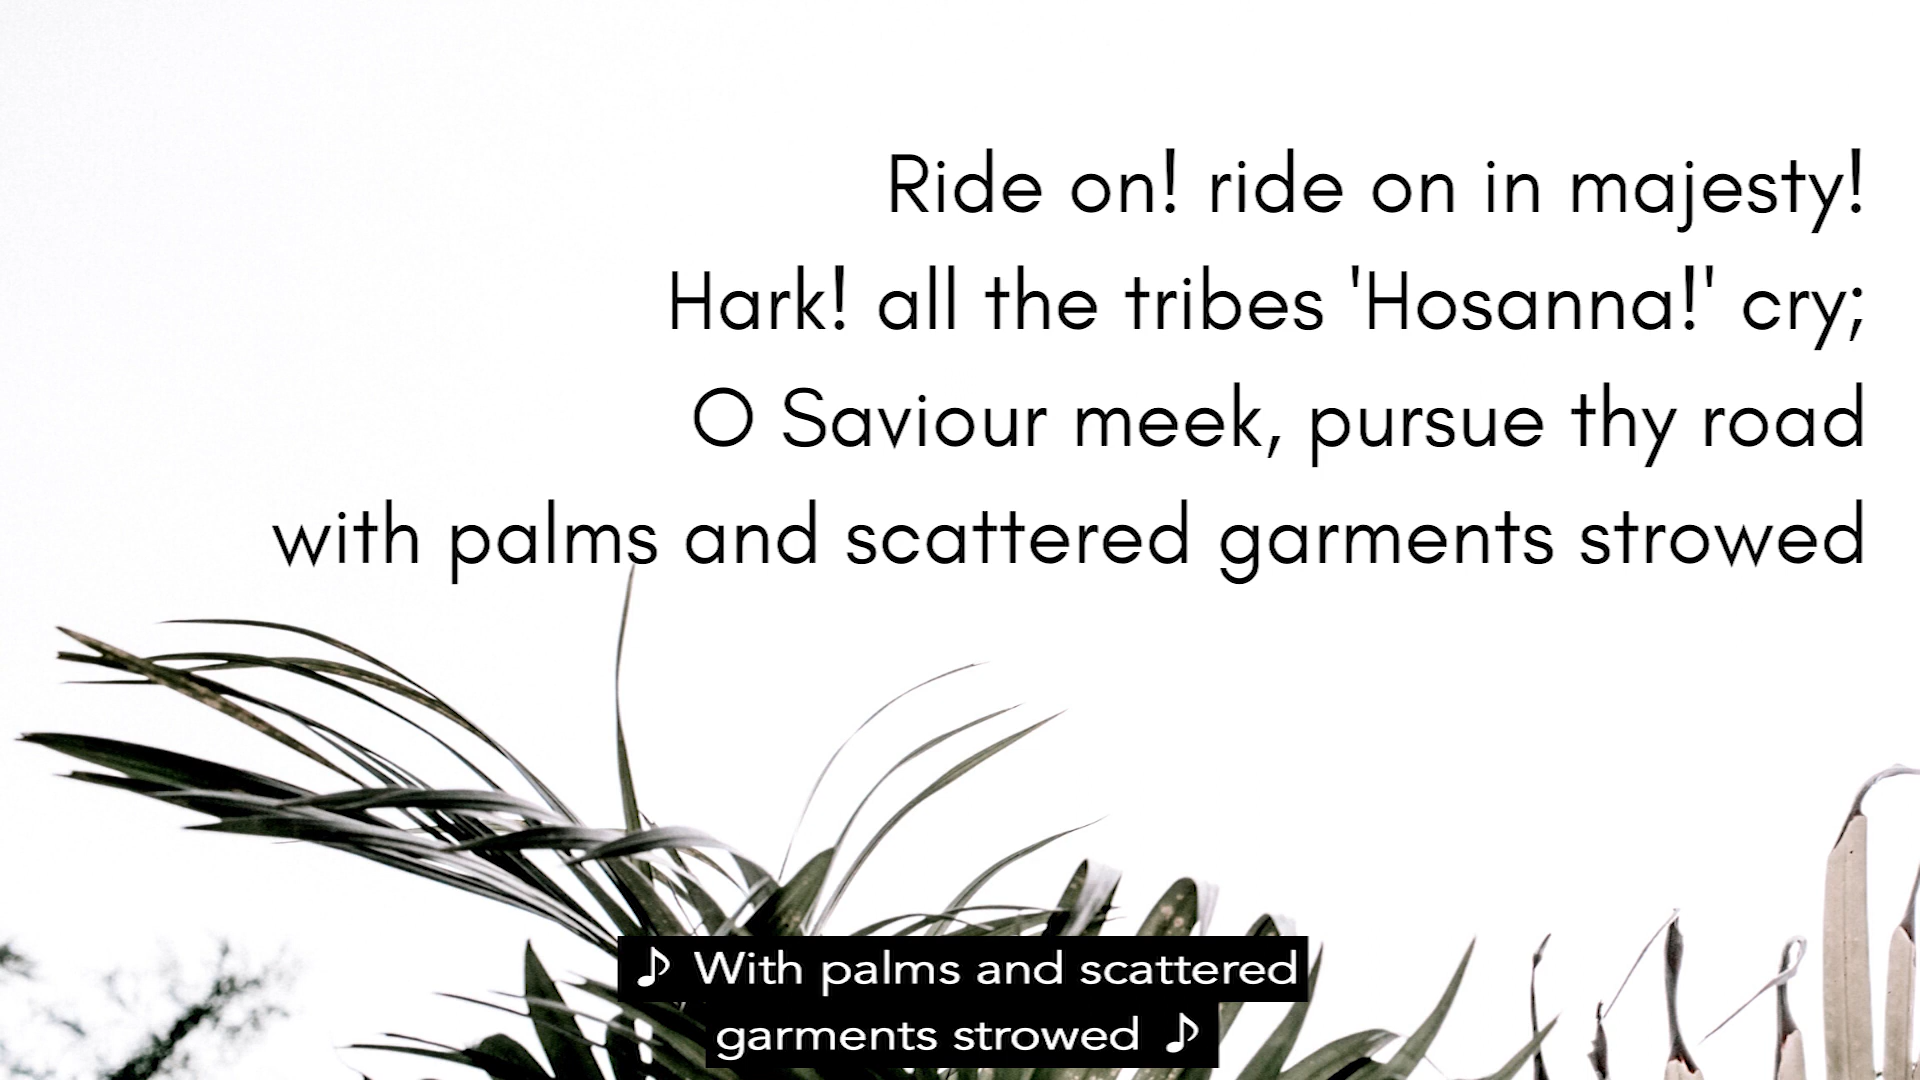 Ride on! ride on in majesty!
Hark! all the tribes 'Hosanna!' cry;
O Saviour meek, pursue thy road
with palms and scattered garments strowed
♪ With palms and scattered
garments strowed ♪